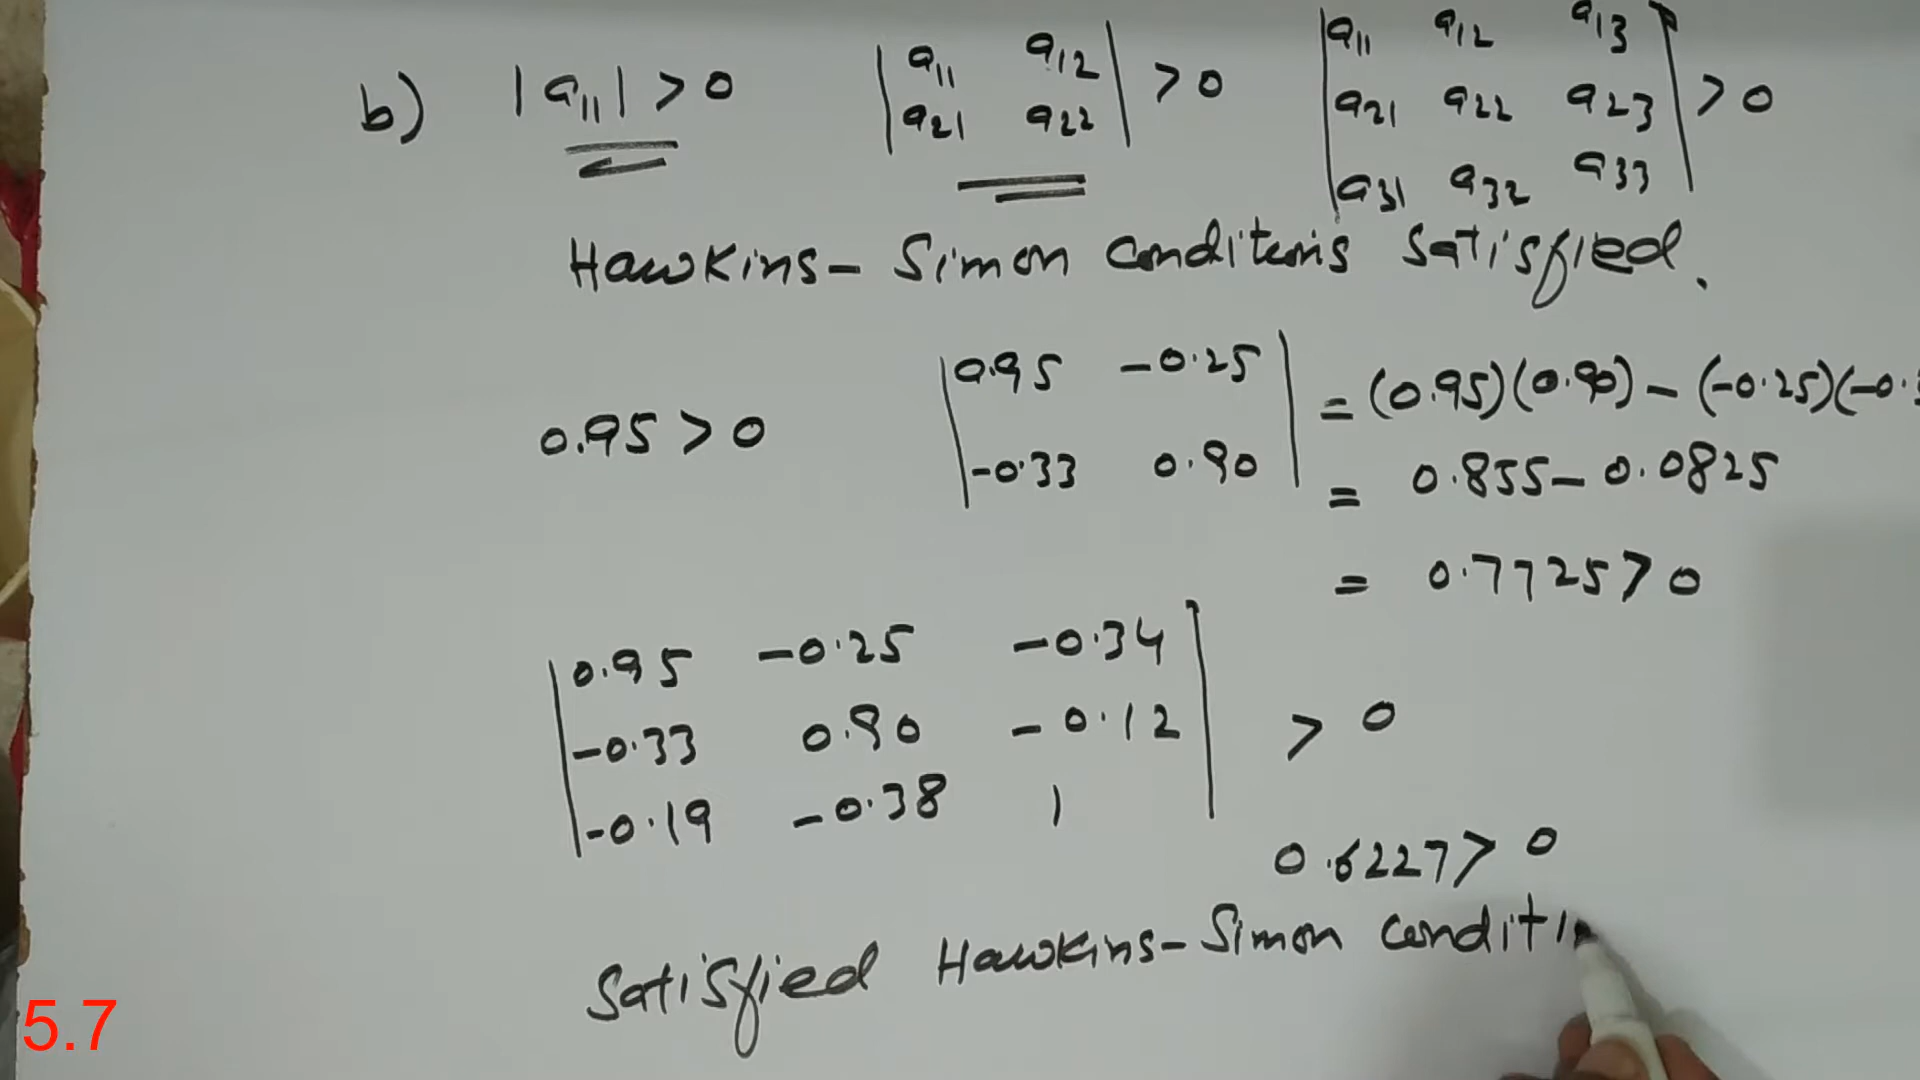 b) |a11| > 0 |a11 a12| > 0 |a11 a12 a13|
|a21 a22| |a21 a22 a23| > 0
|a31 a32 a33|
Hawkins - Simon conditions satisfied.
0.95 > 0 |0.95 -0.25| = (0.95)(0.90) - (-0.25)(-0.
|-0.33 0.90| = 0.855 - 0.0825
= 0.7725 > 0
|0.95 -0.25 -0.34|
|-0.33 0.90 -0.12| > 0
|-0.19 -0.38 1|
0.6227 > 0
Satisfied Hawkins - Simon conditi
5.7